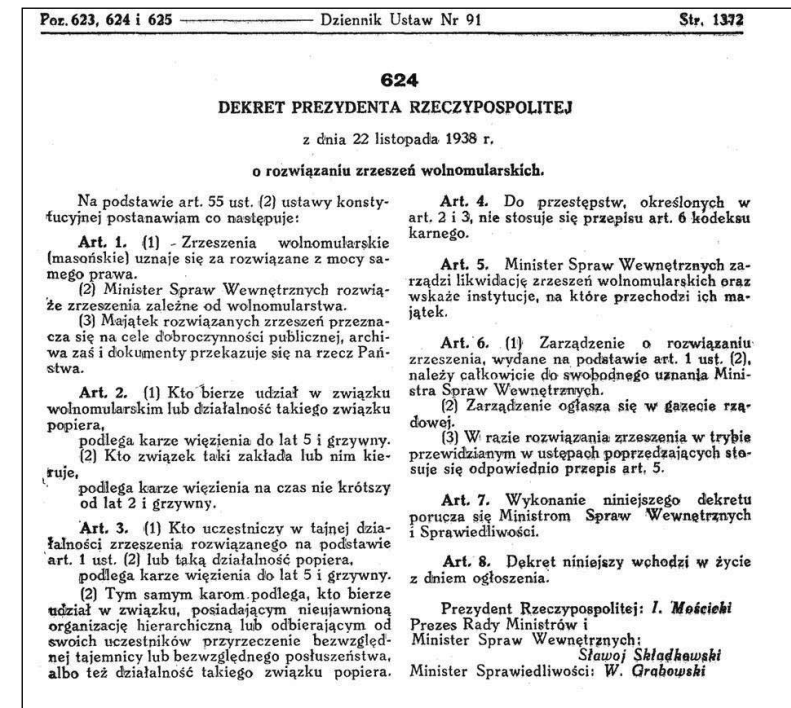 Poz. 623, 624 i 625 Dziennik Ustaw Nr 91 Str. 1372
624
DEKRET PREZYDENTA RZECZYPOSPOLITEJ
z dnia 22 listopada 1938 r.
o rozwiązaniu zrzeszeń wolnomularskich.
Na podstawie art. 55 ust. (2) ustawy konsty-
tucyjnej postanawiam co następuje:
Art. 1. (1) - Zrzeszenia wolnomularskie
(masońskie) uznaje się za rozwiązane z mocy sa-
mego prawa.
(2) Minister Spraw Wewnętrznych rozwią-
że zrzeszenia zależne od wolnomularstwa.
(3) Majątek rozwiązanych zrzeszeń przezna-
cza się na cele dobroczynności publicznej, archi-
wa zaś i dokumenty przekazuje się na rzecz Pań-
stwa.
Art. 2. (1) Kto bierze udział w związku
wolnomularskim lub działalność takiego związku
popiera,
podlega karze więzienia do lat 5 i grzywny.
(2) Kto związek taki zakłada lub nim kie-
ruje,
podlega karze więzienia na czas nie krótszy
od lat 2 i grzywny.
Art. 3. (1) Kto uczestniczy w tajnej dzia-
łalności zrzeszenia rozwiązanego na podstawie
art. 1 ust. (2) lub taką działalność popiera,
podlega karze więzienia do lat 5 i grzywny.
(2) Tym samym karom podlega, kto bierze
udział w związku, posiadającym nieujawnioną
organizację hierarchiczną lub odbierającym od
swoich uczestników przyrzeczenie bezwzględ-
nej tajemnicy lub bezwzględnego posłuszeństwa,
albo też działalność takiego związku popiera.
Art. 4. Do przestępstw, określonych w
art. 2 i 3, nie stosuje się przepisu art. 6 kodeksu
karnego.
Art. 5. Minister Spraw Wewnętrznych za-
rządzi likwidację zrzeszeń wolnomularskich oraz
wskaże instytucje, na które przechodzi ich ma-
jątek.
Art. 6. (1) Zarządzenie o rozwiązaniu
zrzeszenia, wydane na podstawie art. 1 ust. (2),
należy całkowicie do swobodnego uznania Mini-
stra Spraw Wewnętrznych.
(2) Zarządzenie ogłasza się w gazecie rzą-
dowej.
(3) W razie rozwiązania zrzeszenia w trybie
przewidzianym w ustępach poprzedzających sto-
suje się odpowiednio przepis art. 5.
Art. 7. Wykonanie niniejszego dekretu
porucza się Ministrom Spraw Wewnętrznych
i Sprawiedliwości.
Art. 8. Dekret niniejszy wchodzi w życie
z dniem ogłoszenia.
Prezydent Rzeczypospolitej: I. Mościcki
Prezes Rady Ministrów i
Minister Spraw Wewnętrznych:
Sławoj Składkowski
Minister Sprawiedliwości: W. Grabowski